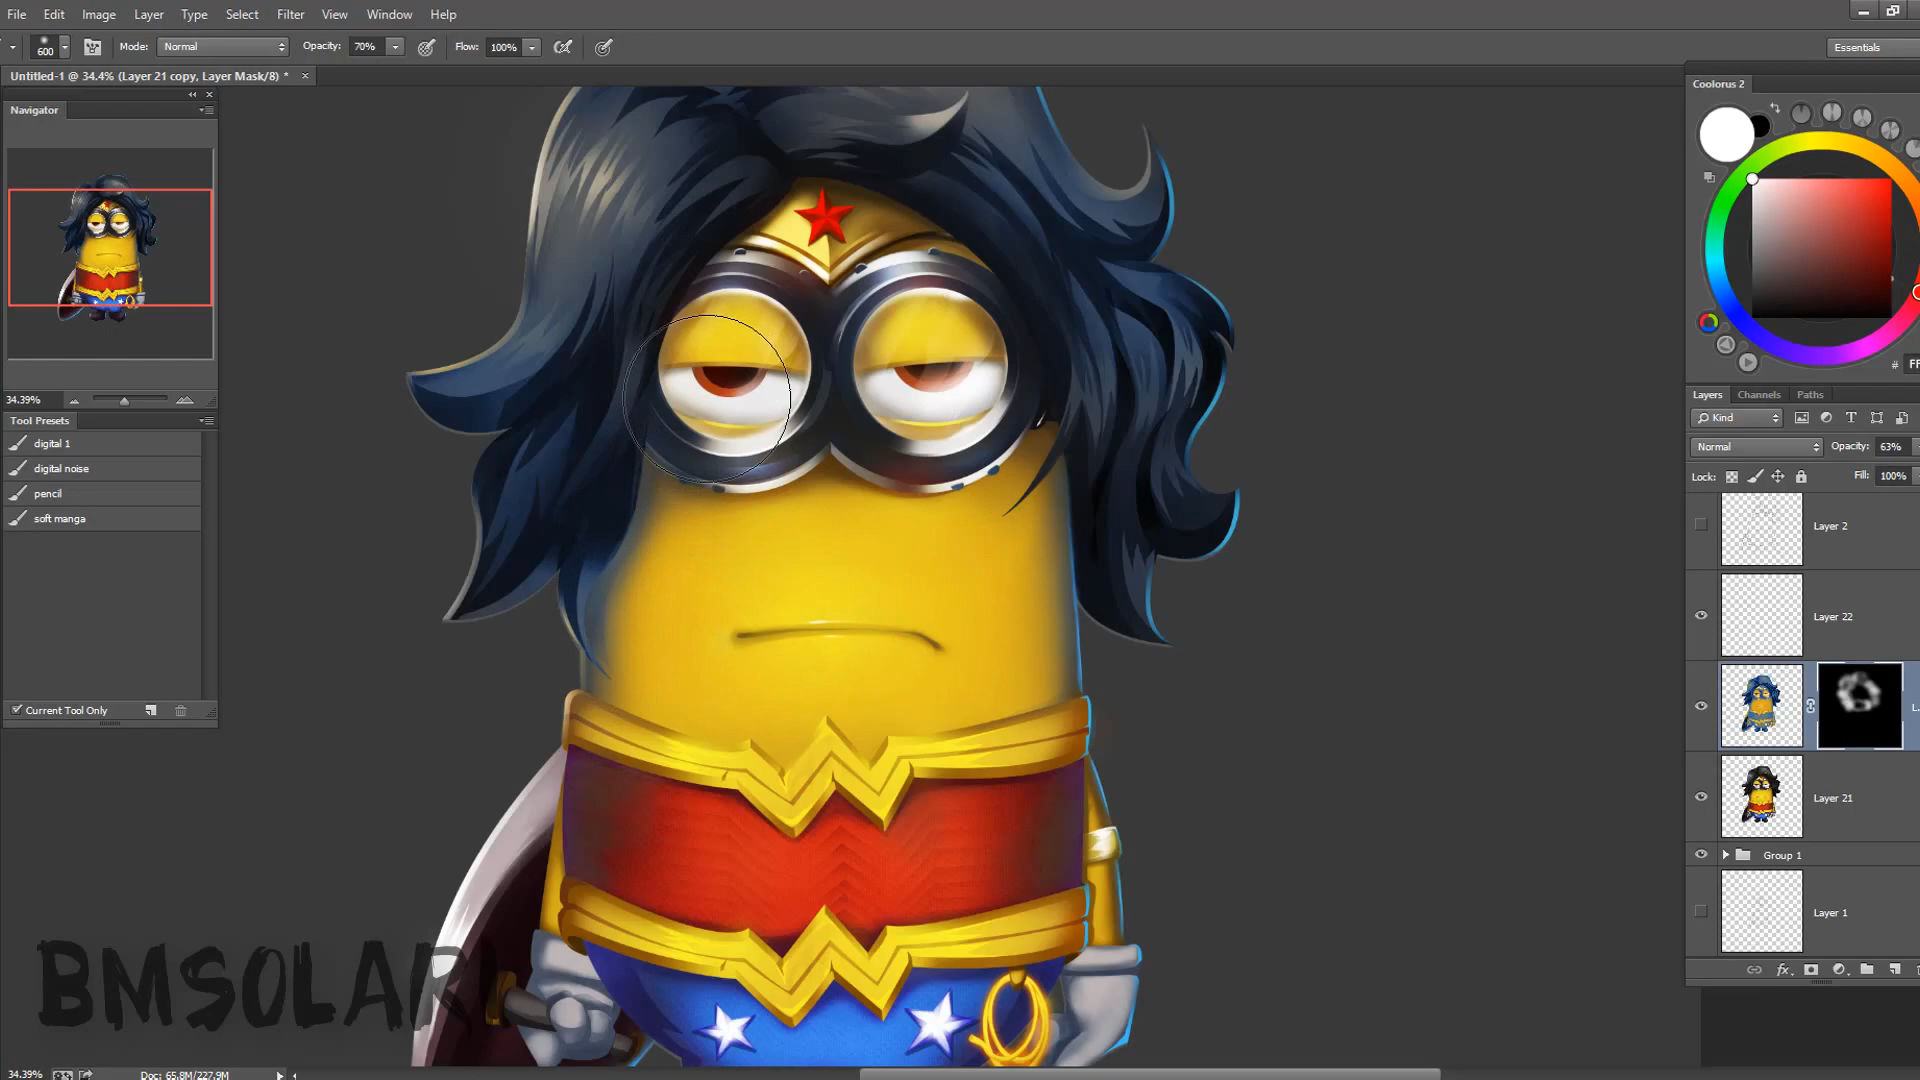 File Edit Image Layer Type Select Filter View Window Help
600 Mode: Normal Opacity: 70% Flow: 100% Essentials
Untitled-1 @ 34.4% (Layer 21 copy, Layer Mask/8) *
Navigator
34.39%
Tool Presets
digital 1
digital noise
pencil
soft manga
Current Tool Only
Coolorus 2
# FF
Layers Channels Paths
Kind
Normal Opacity: 63%
Lock: Fill: 100%
Layer 2
Layer 22
L.
Layer 21
Group 1
Layer 1
fx
BMSOLAR
34.39% Doc: 65.8M/227.9M